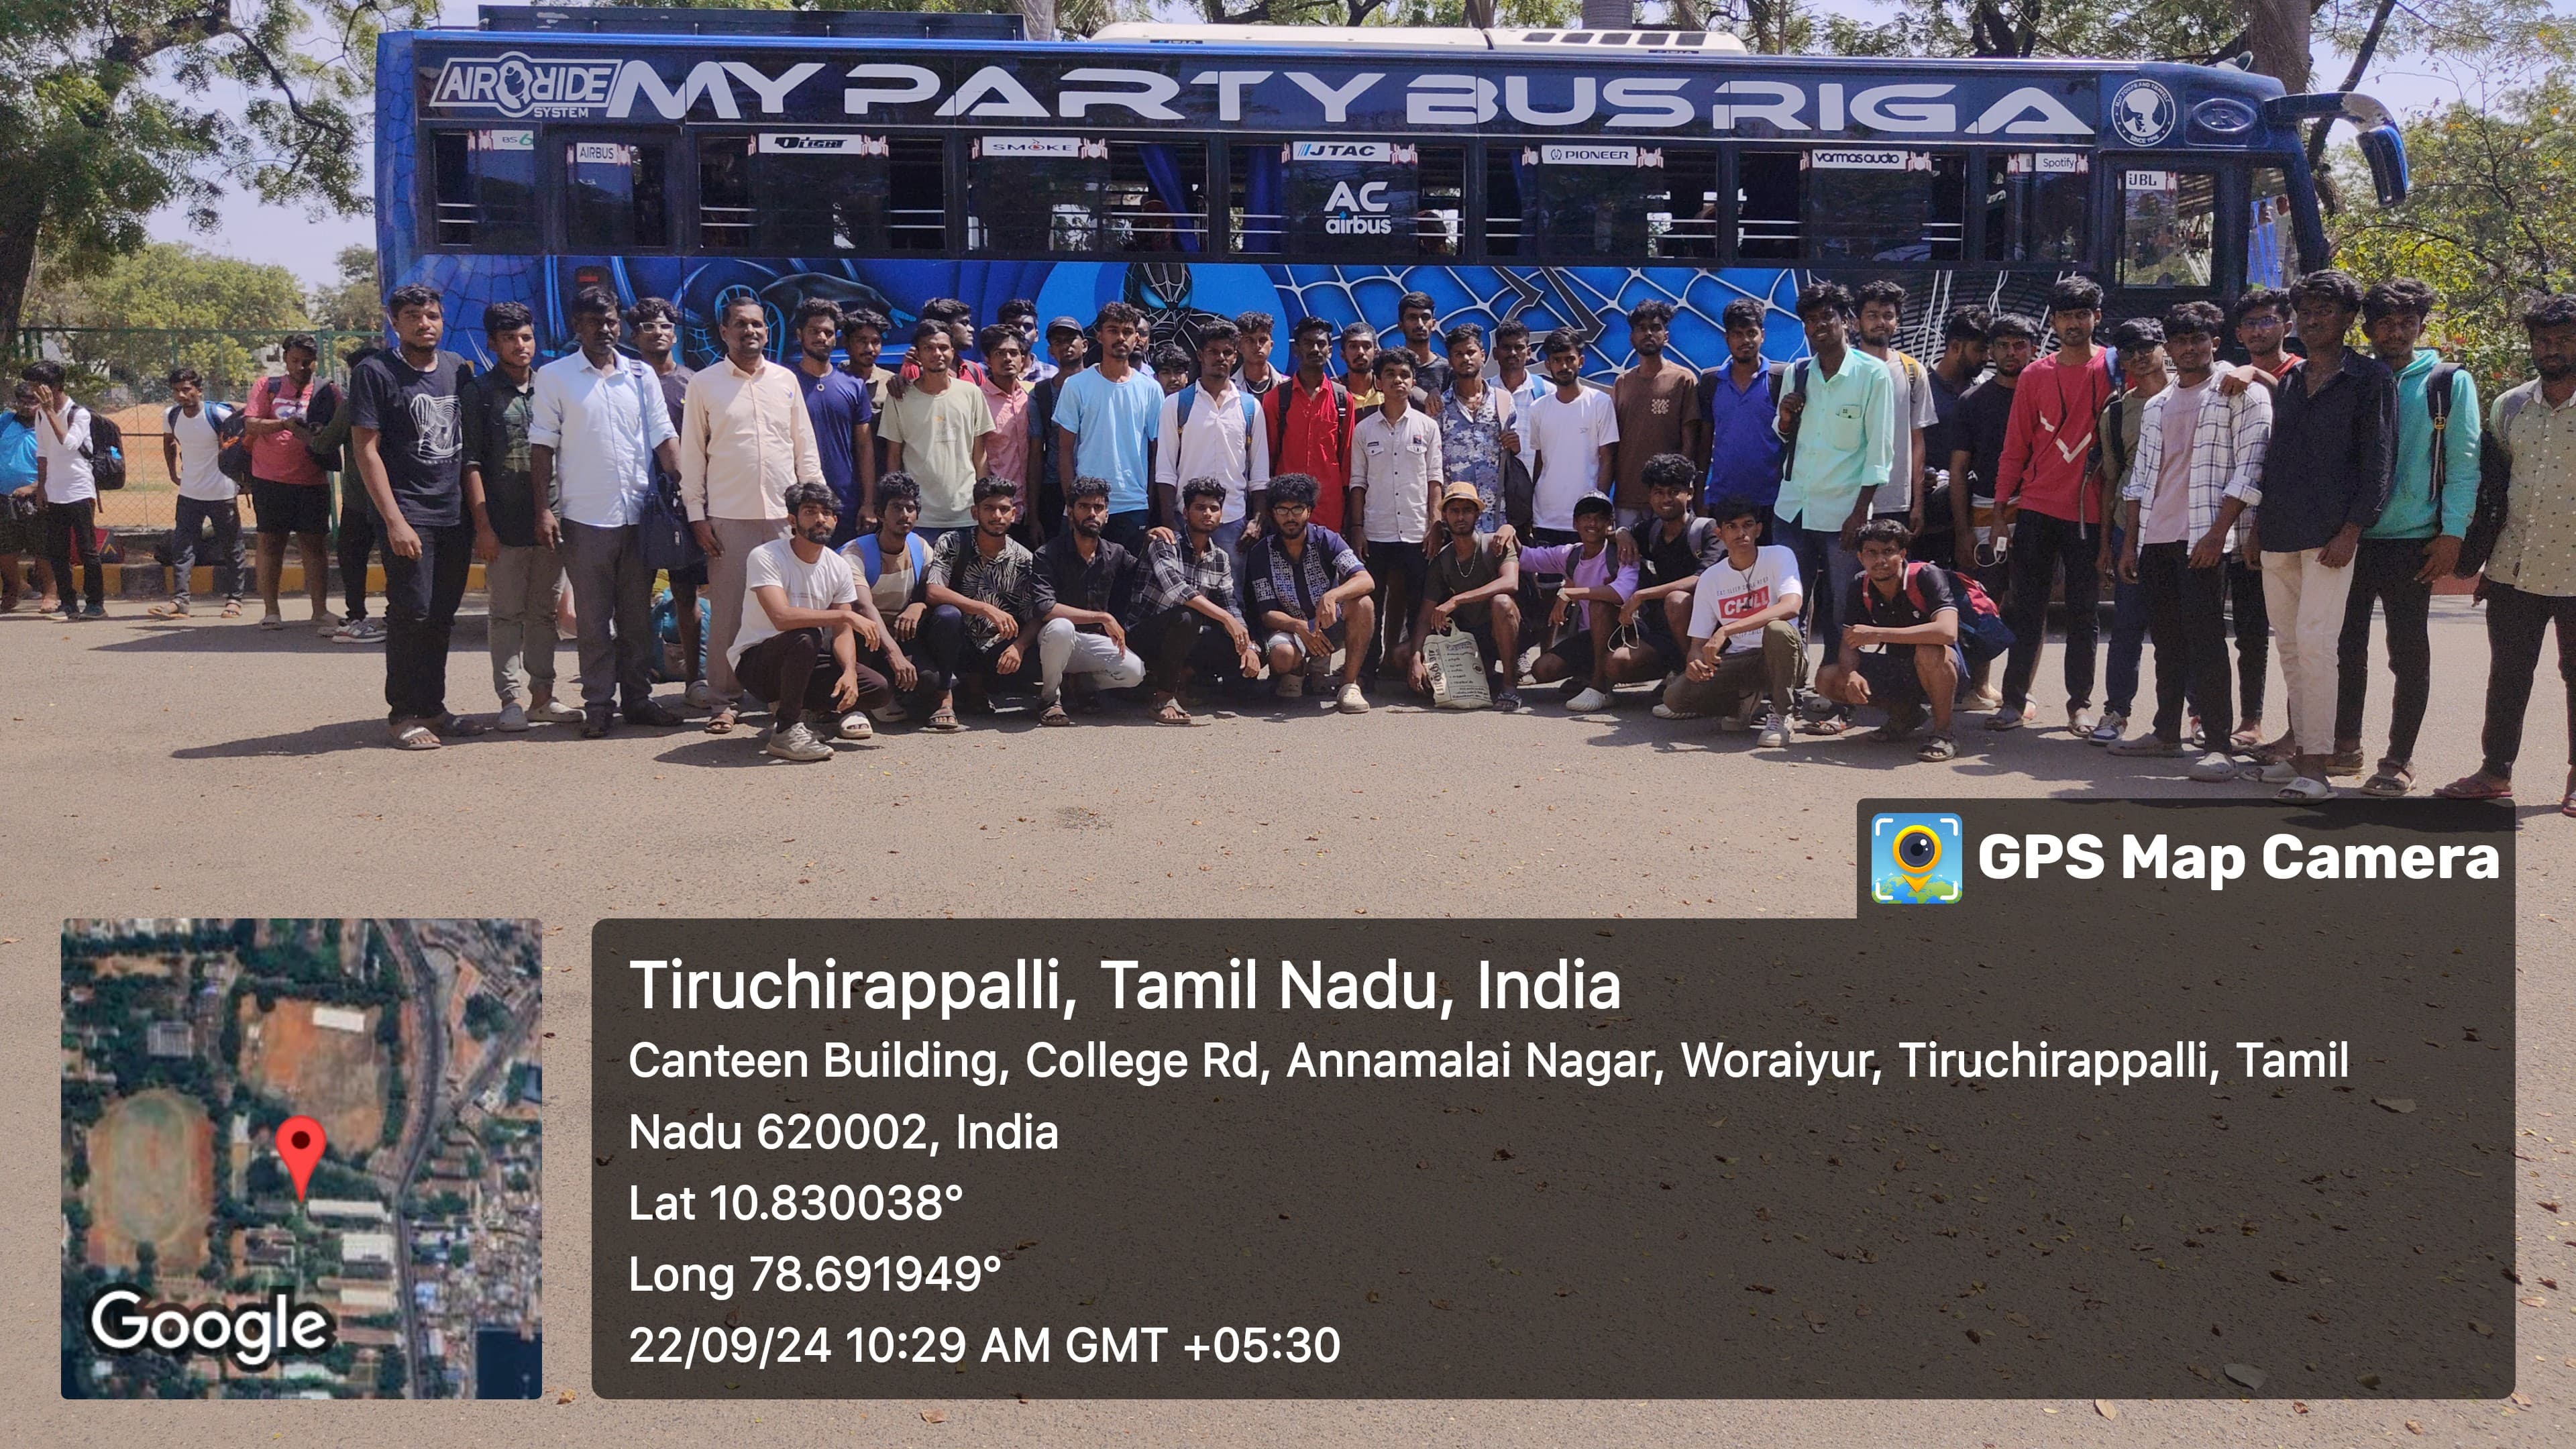 AIR RIDE
SYSTEM
MY PARTY BUS RIGA
BS6
AIRBUS
SMOKE
JTAC
PIONEER
varmas audio
Spotify
JBL
AC
airbus
CHILL
GPS Map Camera
Tiruchirappalli, Tamil Nadu, India
Canteen Building, College Rd, Annamalai Nagar, Woraiyur, Tiruchirappalli, Tamil
Nadu 620002, India
Lat 10.830038°
Long 78.691949°
22/09/24 10:29 AM GMT +05:30
Google